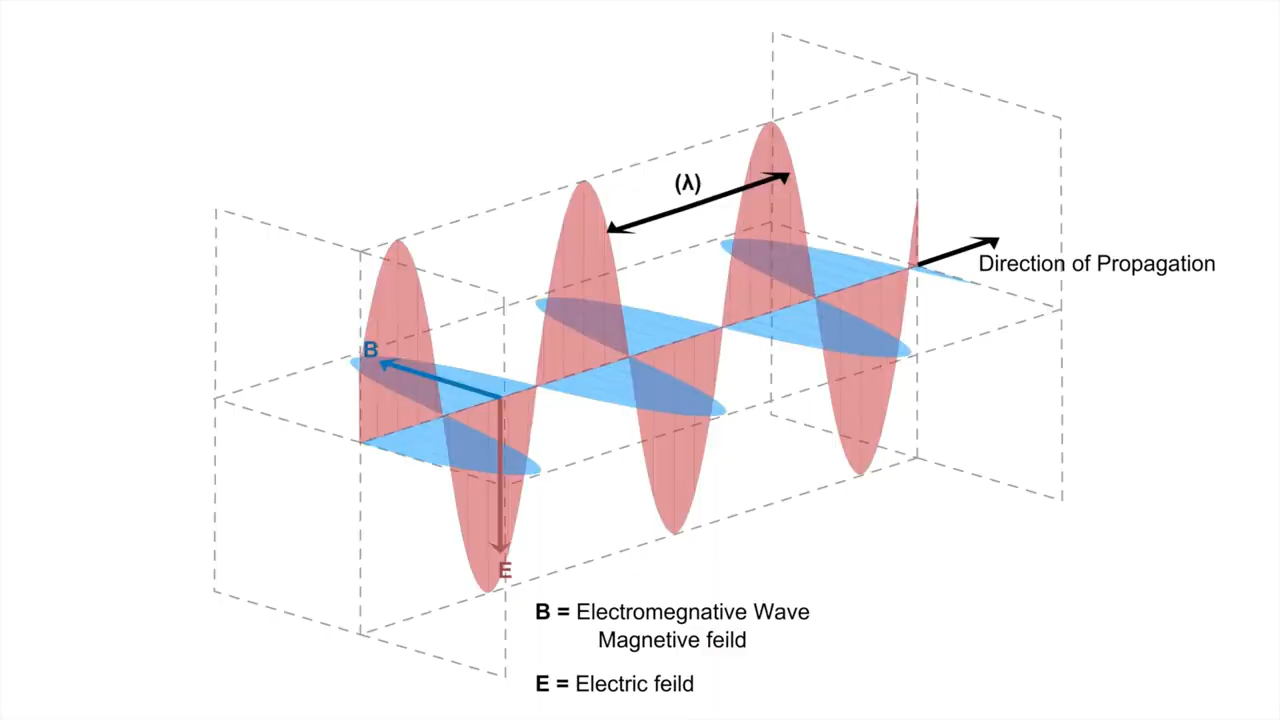 (λ)
Direction of Propagation
B
E
B = Electromegnative Wave
Magnetive feild
E = Electric feild